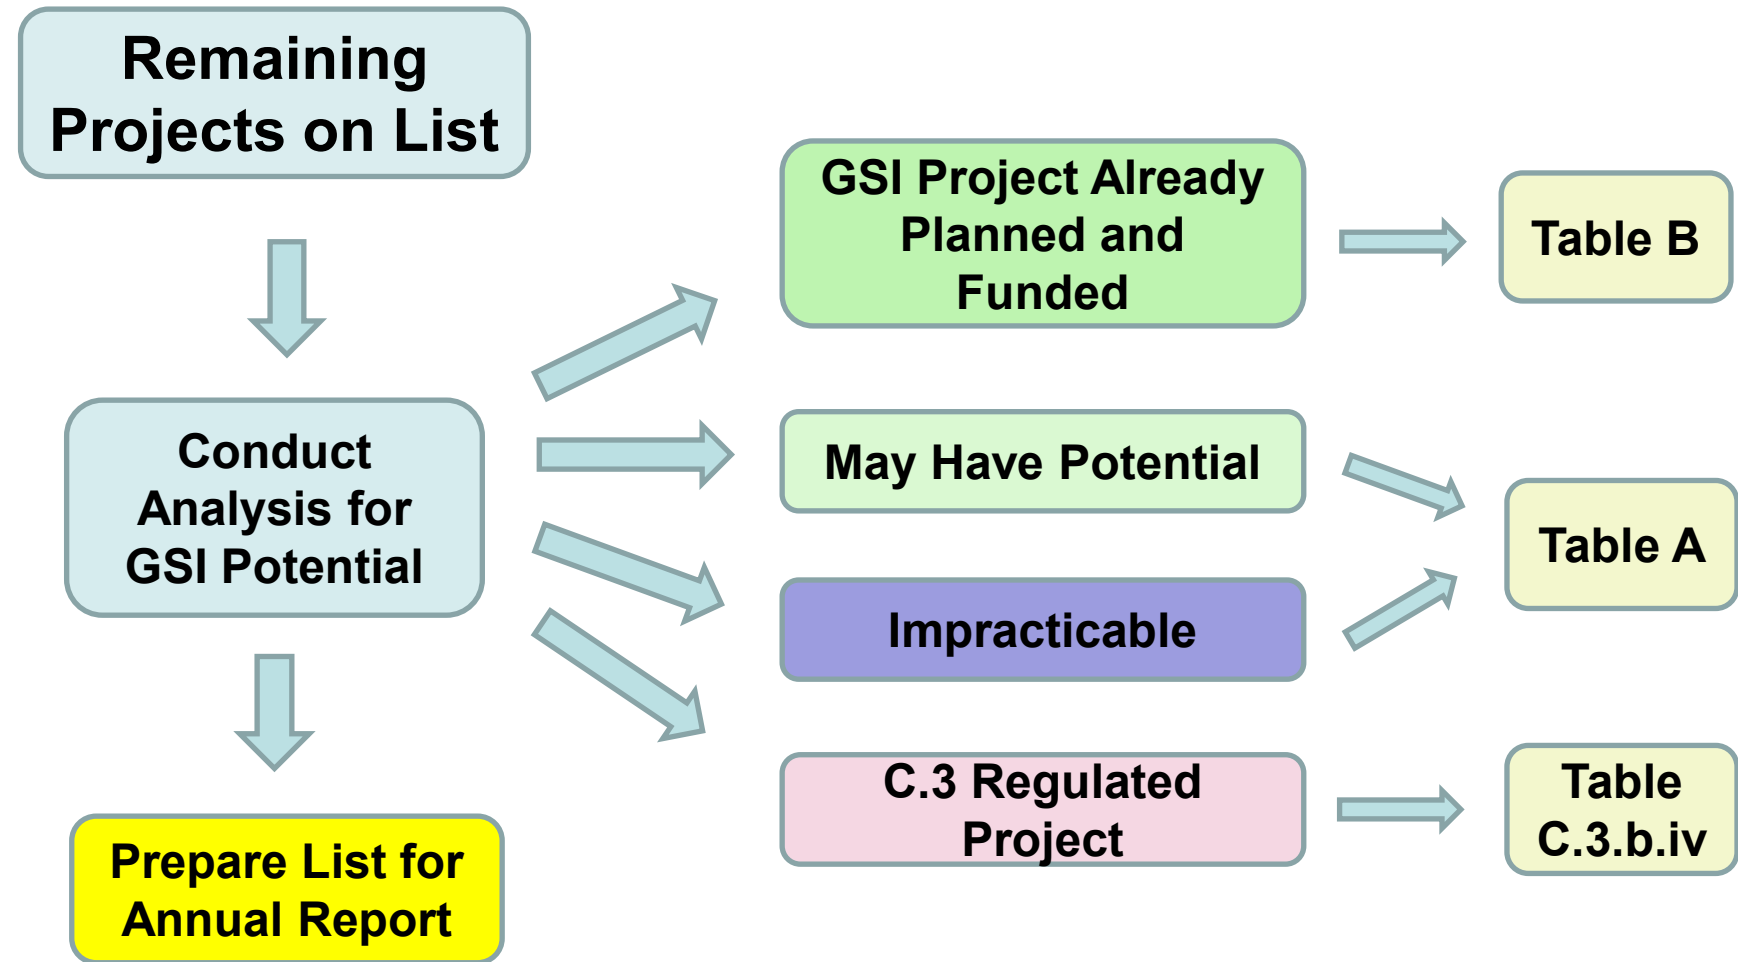 Remaining
Projects on List
GSI Project Already
Planned and
Funded
Table B
Conduct
Analysis for
GSI Potential
May Have Potential
Table A
Impracticable
C.3 Regulated
Project
Table
C.3.b.iv
Prepare List for
Annual Report